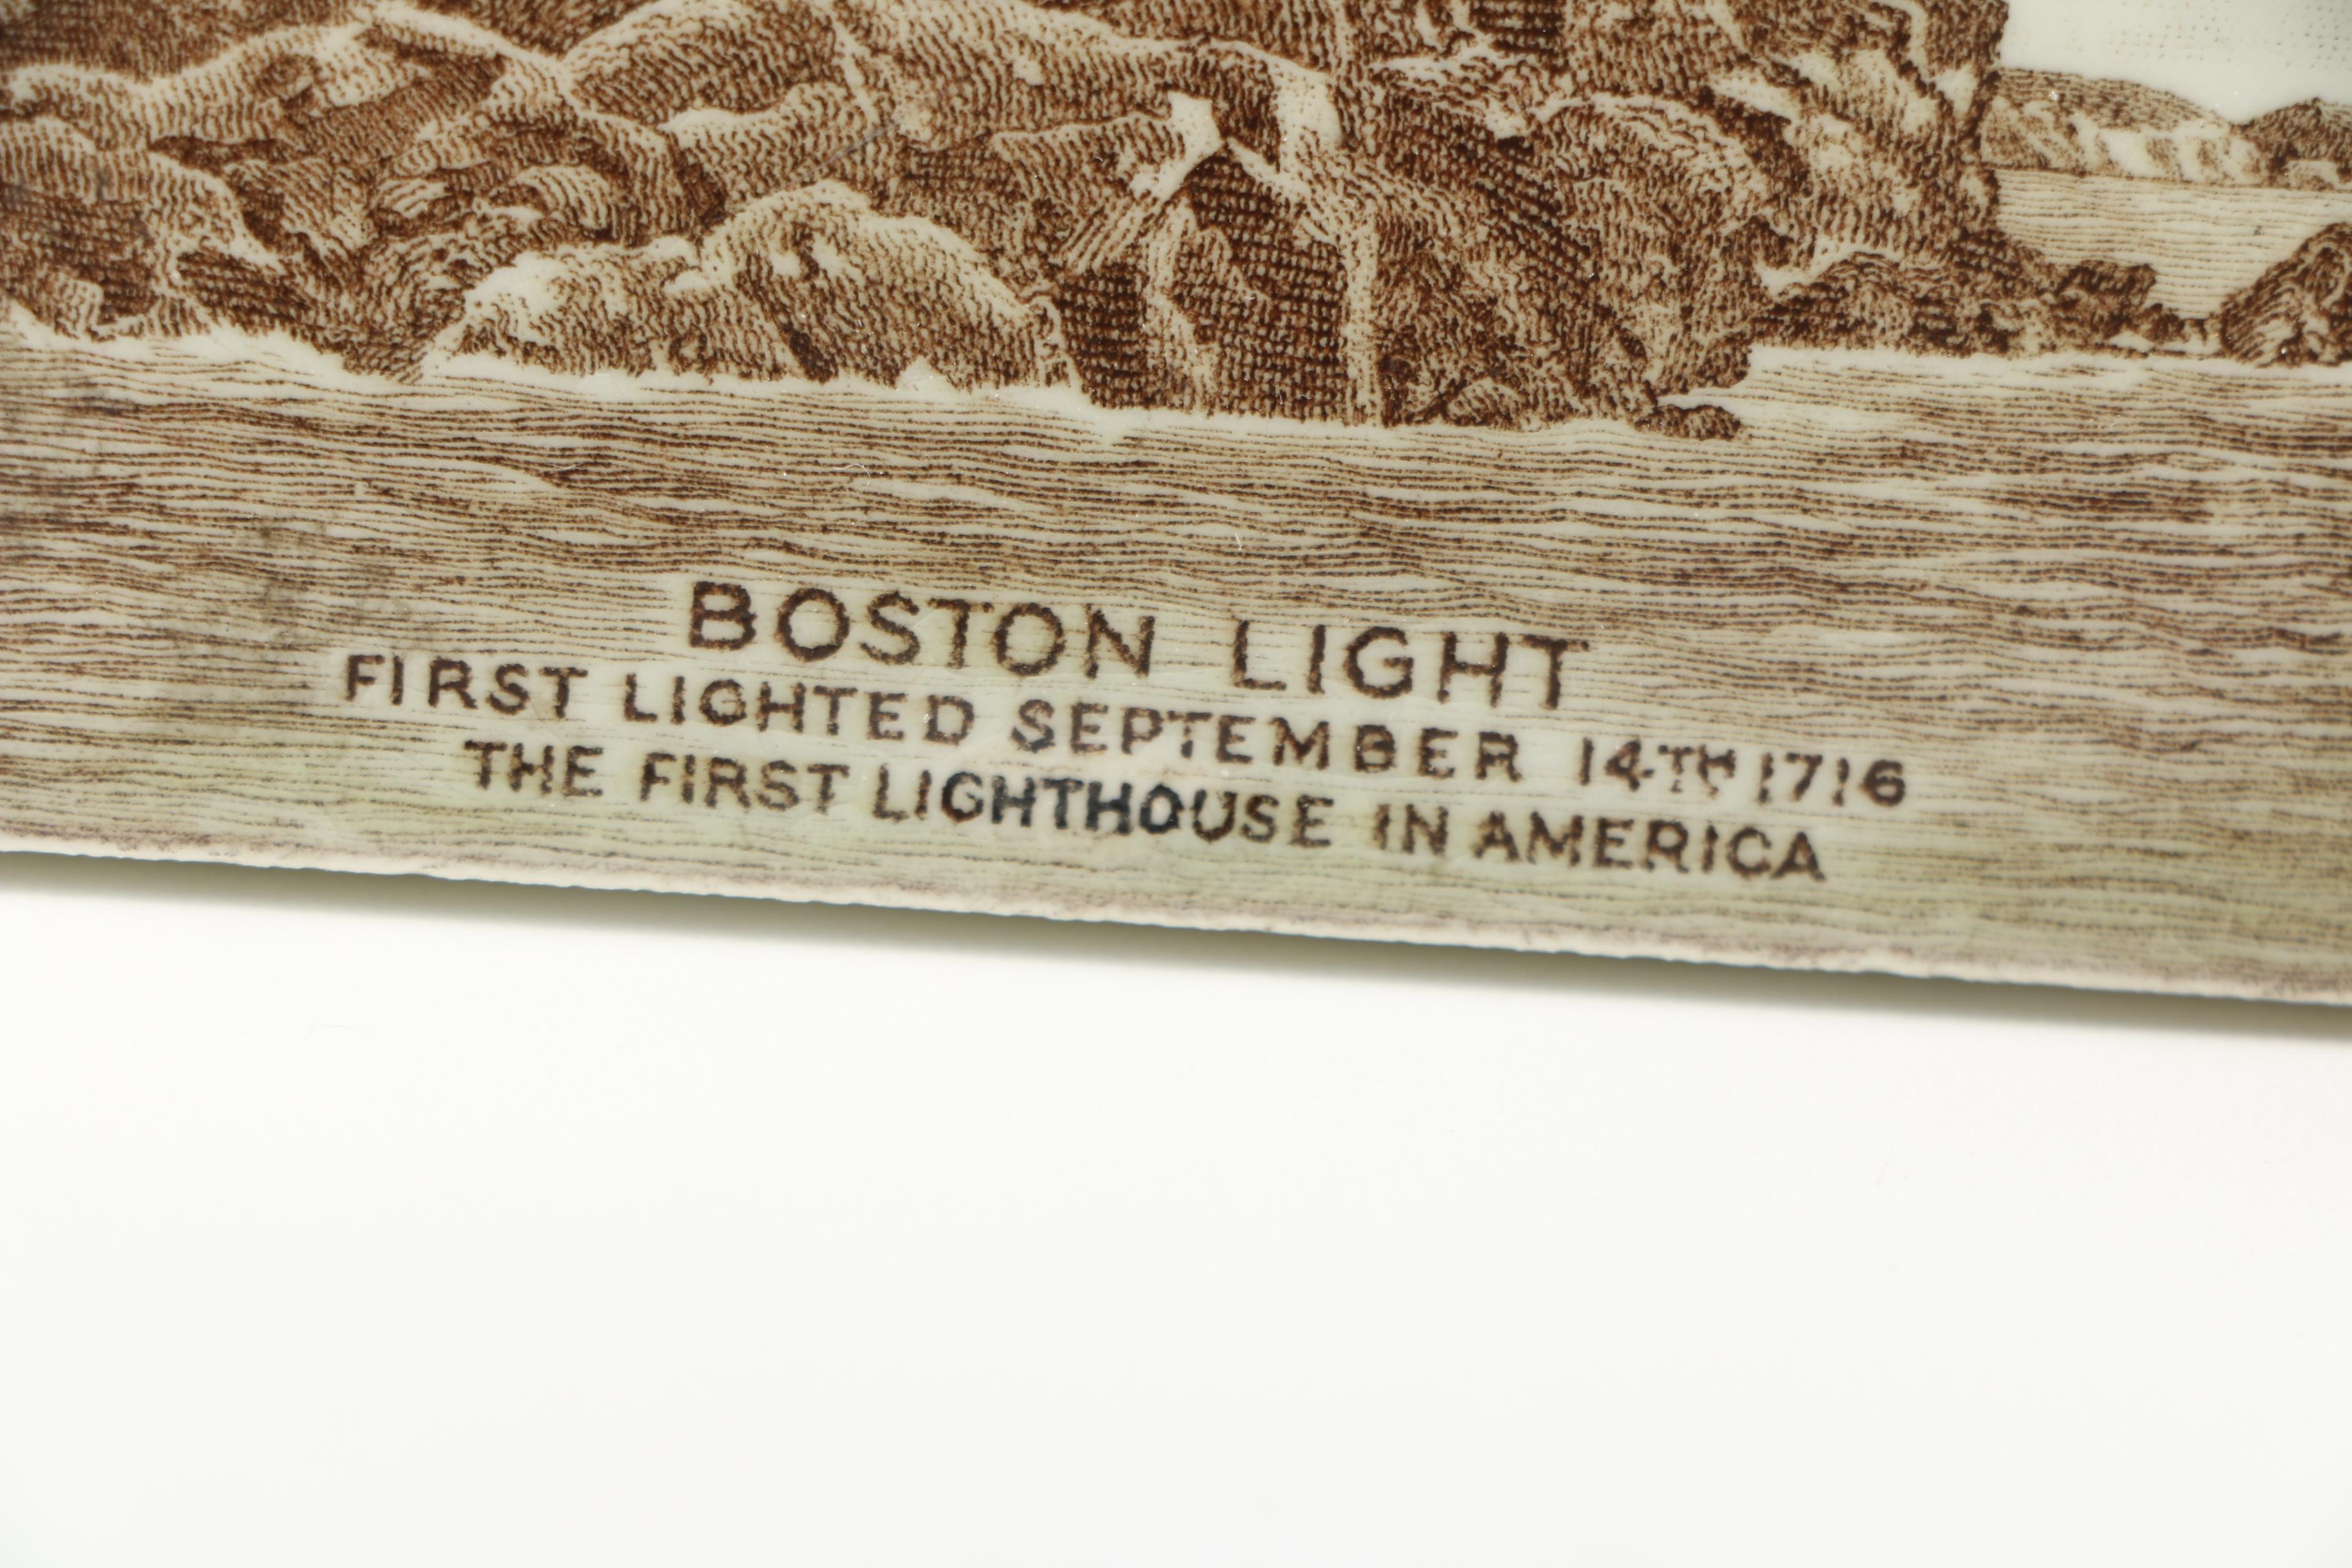 BOSTON LIGHT
FIRST LIGHTED SEPTEMBER 14TH 1716
THE FIRST LIGHTHOUSE IN AMERICA